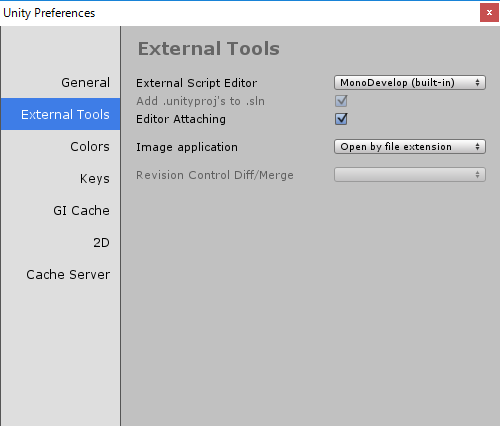 Unity Preferences
x
External Tools
General
External Tools
Colors
Keys
GI Cache
2D
Cache Server
External Script Editor
MonoDevelop (built-in)
Add .unityproj's to .sln
Editor Attaching
Image application
Open by file extension
Revision Control Diff/Merge